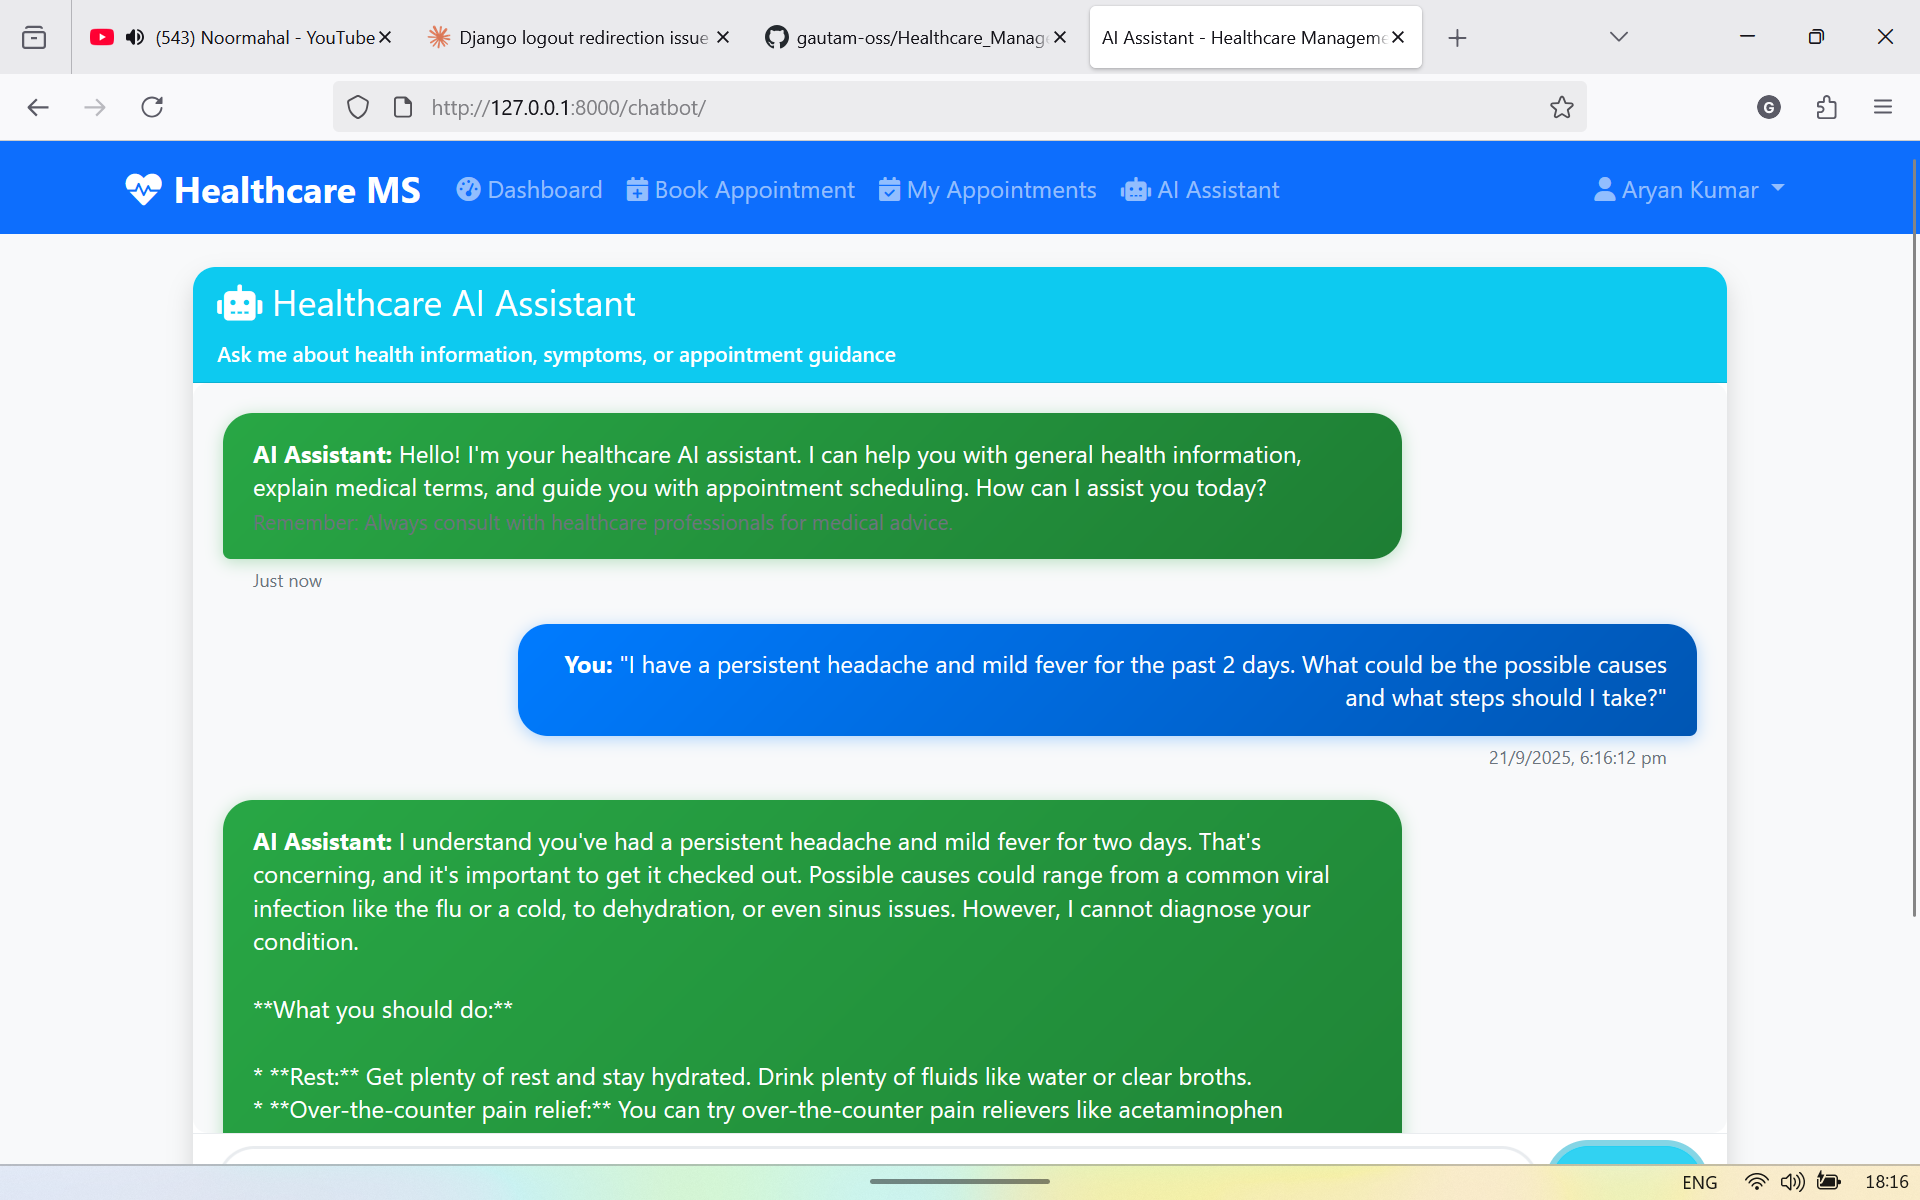 (543) Noormahal - YouTube
Django logout redirection issue
gautam-oss/Healthcare_Manag
AI Assistant - Healthcare Manageme
http://127.0.0.1:8000/chatbot/
G
Healthcare MS
Dashboard
Book Appointment
My Appointments
AI Assistant
Aryan Kumar
Healthcare AI Assistant
Ask me about health information, symptoms, or appointment guidance
AI Assistant: Hello! I'm your healthcare AI assistant. I can help you with general health information,
explain medical terms, and guide you with appointment scheduling. How can I assist you today?
Remember: Always consult with healthcare professionals for medical advice.
Just now
You: "I have a persistent headache and mild fever for the past 2 days. What could be the possible causes
and what steps should I take?"
21/9/2025, 6:16:12 pm
AI Assistant: I understand you've had a persistent headache and mild fever for two days. That's
concerning, and it's important to get it checked out. Possible causes could range from a common viral
infection like the flu or a cold, to dehydration, or even sinus issues. However, I cannot diagnose your
condition.
**What you should do:**
* **Rest:** Get plenty of rest and stay hydrated. Drink plenty of fluids like water or clear broths.
* **Over-the-counter pain relief:** You can try over-the-counter pain relievers like acetaminophen
ENG
18:16